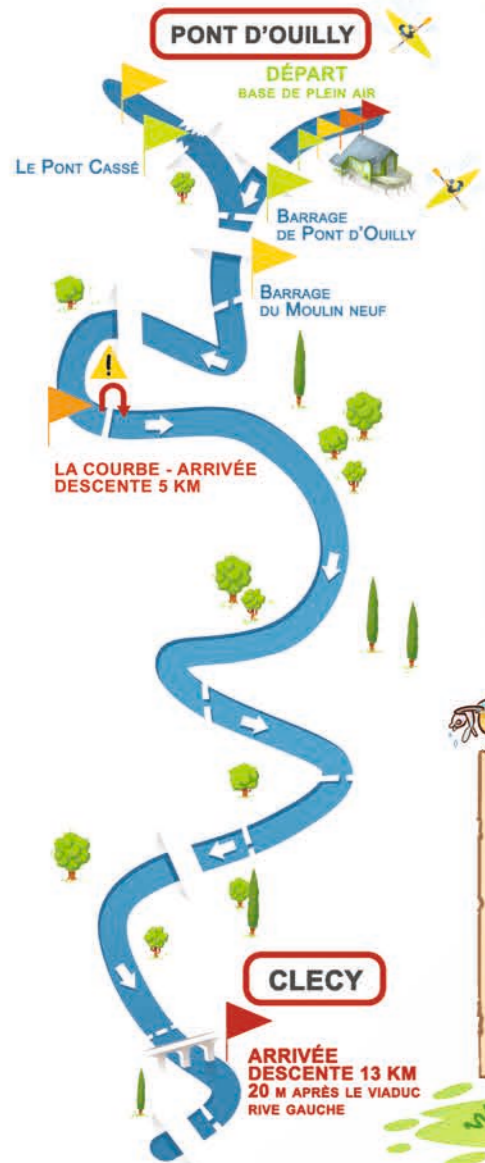 PONT D'OUILLY
DÉPART
BASE DE PLEIN AIR
LE PONT CASSÉ
BARRAGE
DE PONT D'OUILLY
BARRAGE
DU MOULIN NEUF
!
LA COURBE - ARRIVÉE
DESCENTE 5 KM
CLECY
ARRIVÉE
DESCENTE 13 KM
20 M APRÈS LE VIADUC
RIVE GAUCHE